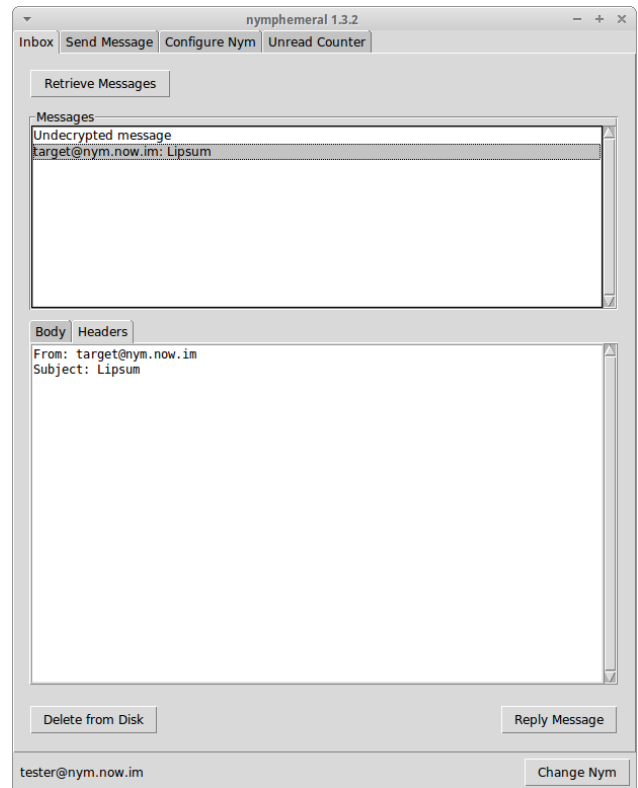 nymphemeral 1.3.2
Inbox Send Message Configure Nym Unread Counter
Retrieve Messages
Messages
Undecrypted message
target@nym.now.im: Lipsum
Body Headers
From: target@nym.now.im
Subject: Lipsum
Delete from Disk Reply Message
tester@nym.now.im Change Nym